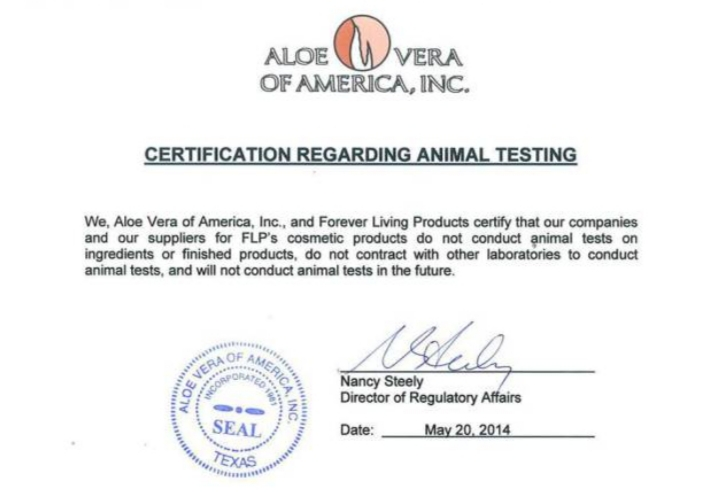 ALOE VERA
OF AMERICA, INC.
CERTIFICATION REGARDING ANIMAL TESTING
We, Aloe Vera of America, Inc., and Forever Living Products certify that our companies
and our suppliers for FLP's cosmetic products do not conduct animal tests on
ingredients or finished products, do not contract with other laboratories to conduct
animal tests, and will not conduct animal tests in the future.
ALOE VERA OF AMERICA, INC.
INCORPORATED 1981
SEAL
TEXAS
Nancy Steely
Director of Regulatory Affairs
Date: May 20, 2014